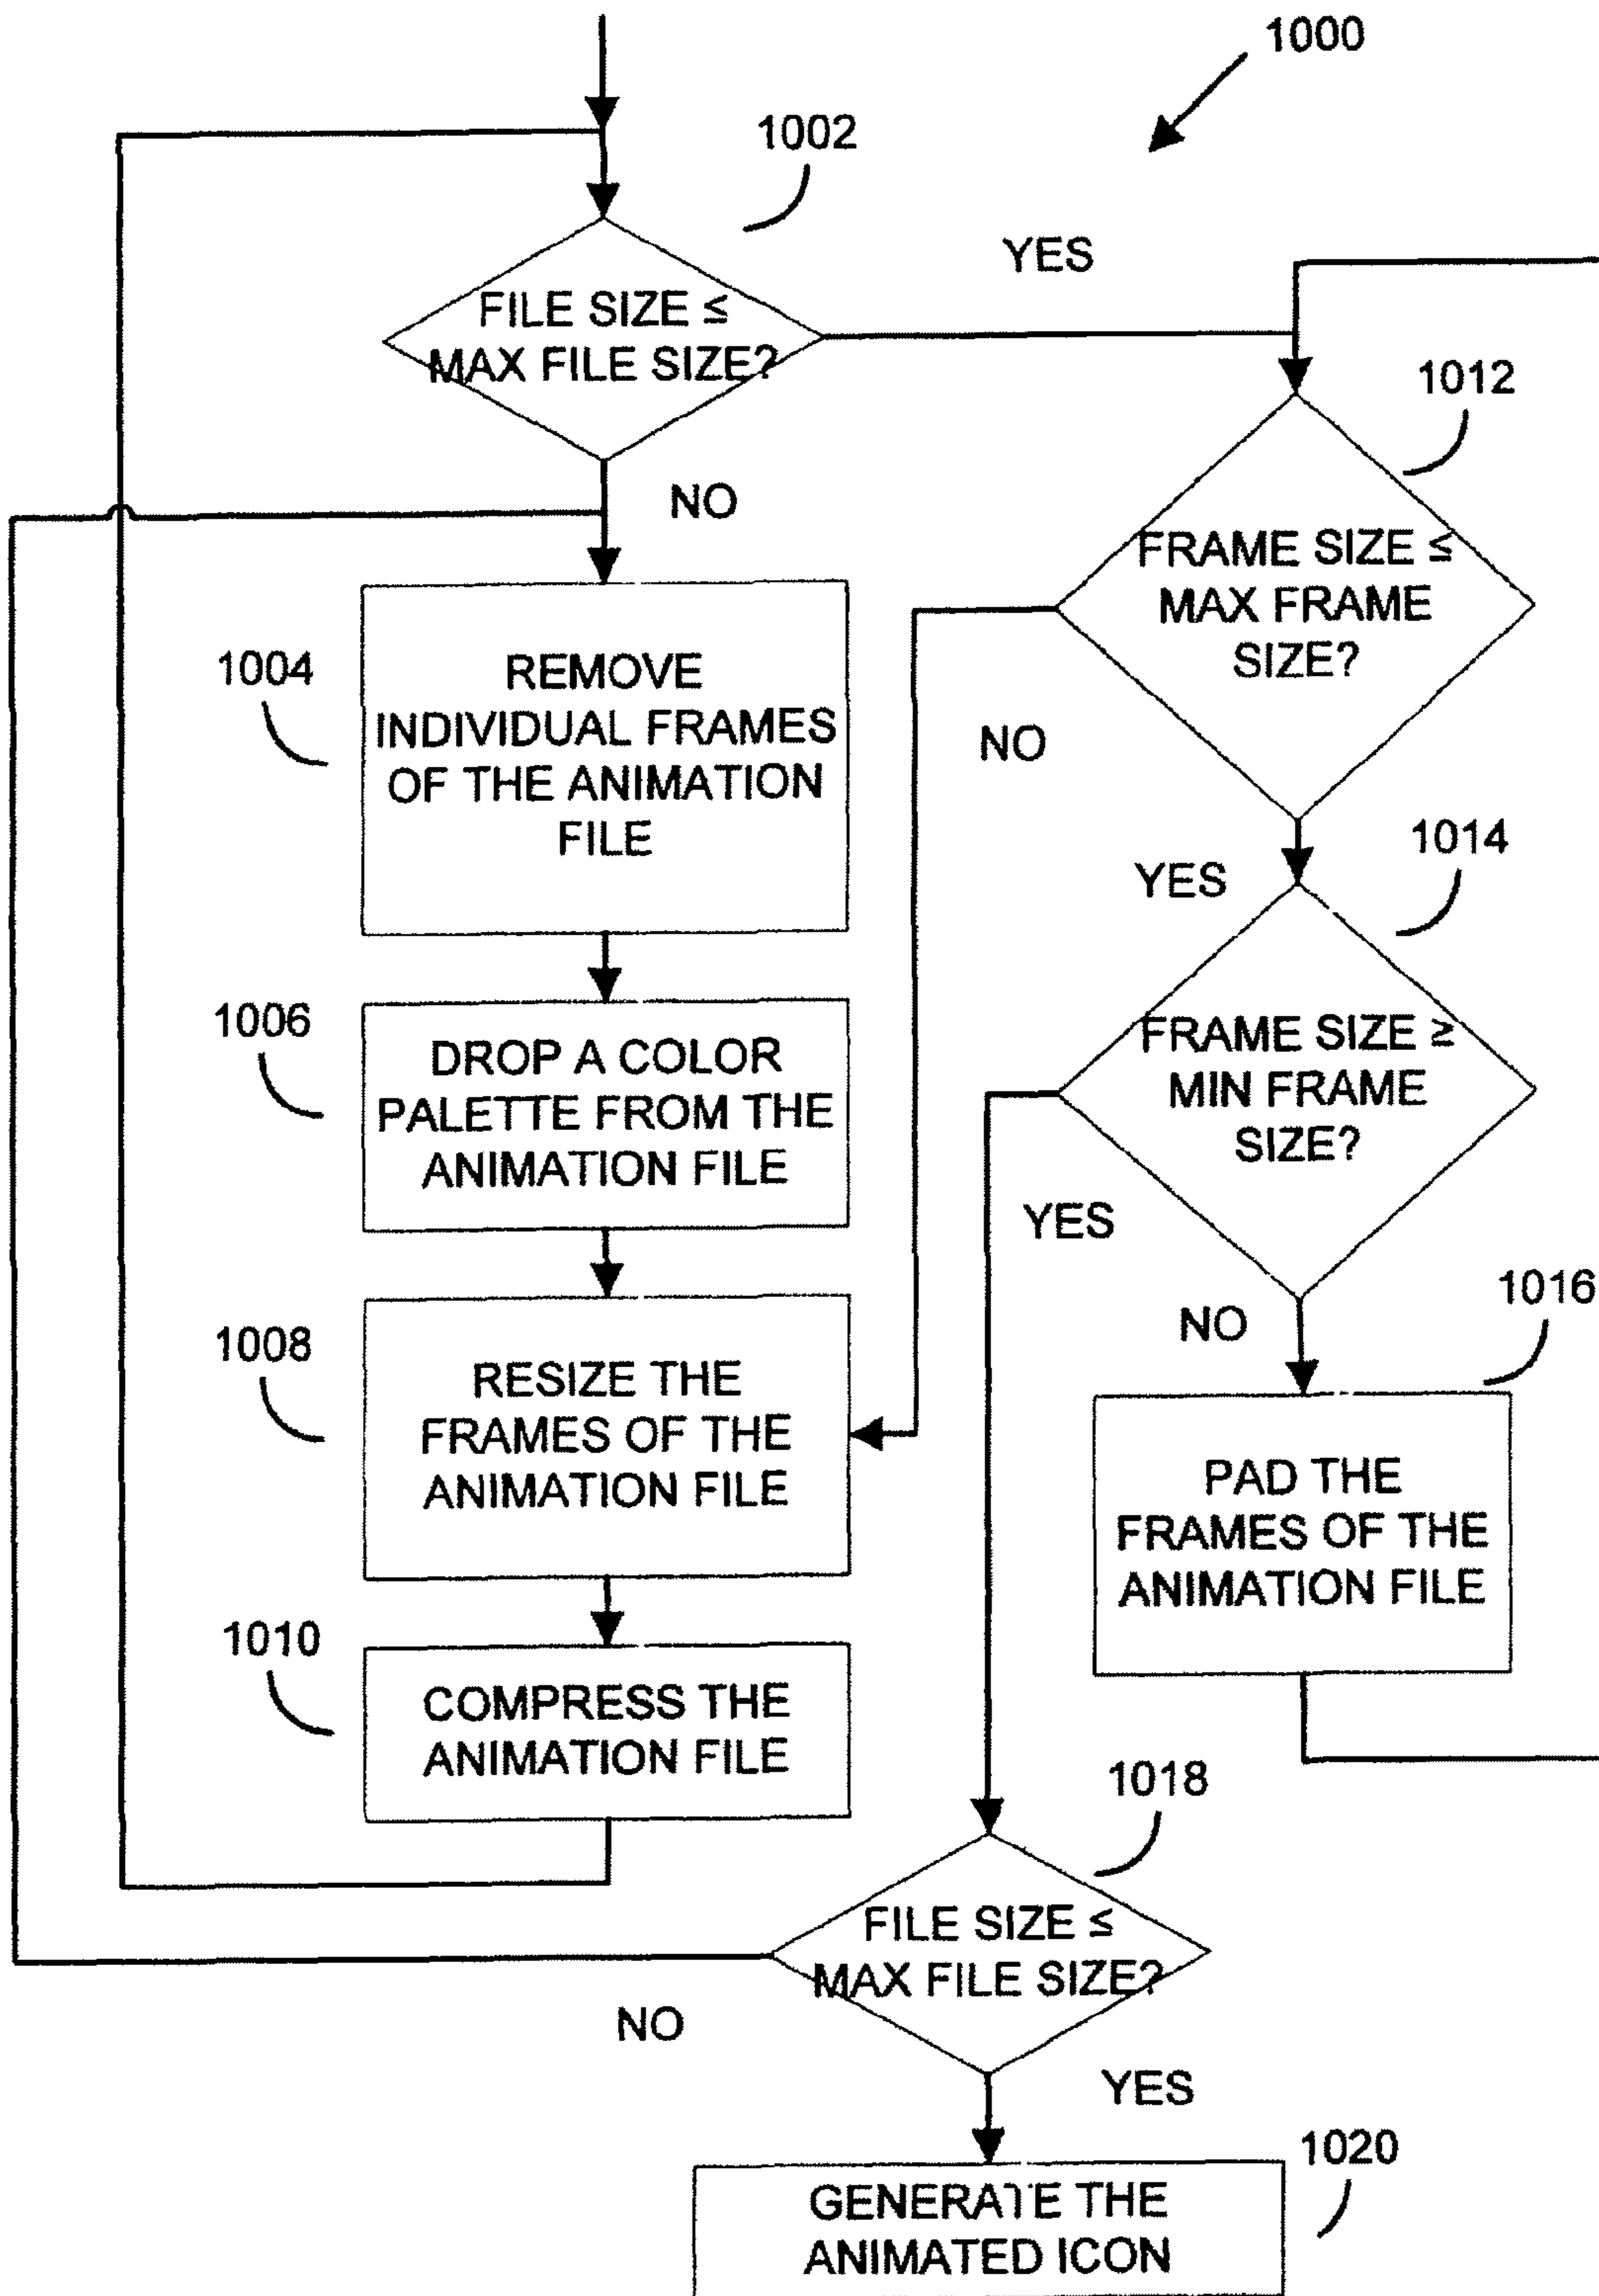 1000
1002
YES
FILE SIZE ≤
MAX FILE SIZE?
NO
1012
FRAME SIZE ≤
MAX FRAME
SIZE?
NO
YES
1004
REMOVE
INDIVIDUAL FRAMES
OF THE ANIMATION
FILE
1014
FRAME SIZE ≥
MIN FRAME
SIZE?
YES
NO
1006
DROP A COLOR
PALETTE FROM THE
ANIMATION FILE
1008
RESIZE THE
FRAMES OF THE
ANIMATION FILE
1016
PAD THE
FRAMES OF THE
ANIMATION FILE
1010
COMPRESS THE
ANIMATION FILE
1018
FILE SIZE ≤
MAX FILE SIZE?
NO
YES
1020
GENERATE THE
ANIMATED ICON